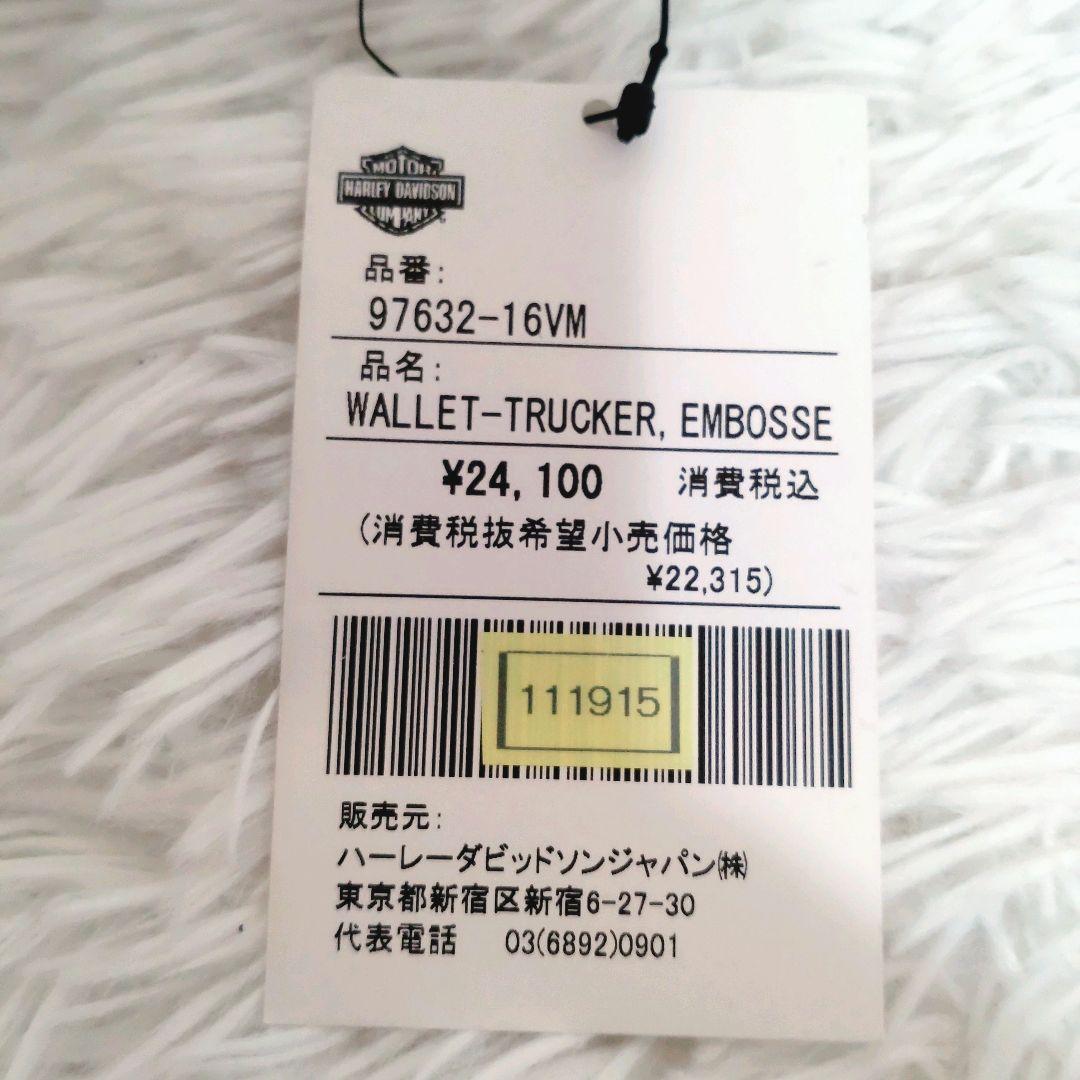 MOTOR
HARLEY-DAVIDSON
COMPANY
品番:
97632-16VM
品名:
WALLET-TRUCKER, EMBOSSE
¥24,100 消費税込
(消費税抜希望小売価格
¥22,315)
111915
販売元:
ハーレーダビッドソンジャパン㈱
東京都新宿区新宿6-27-30
代表電話 03(6892)0901